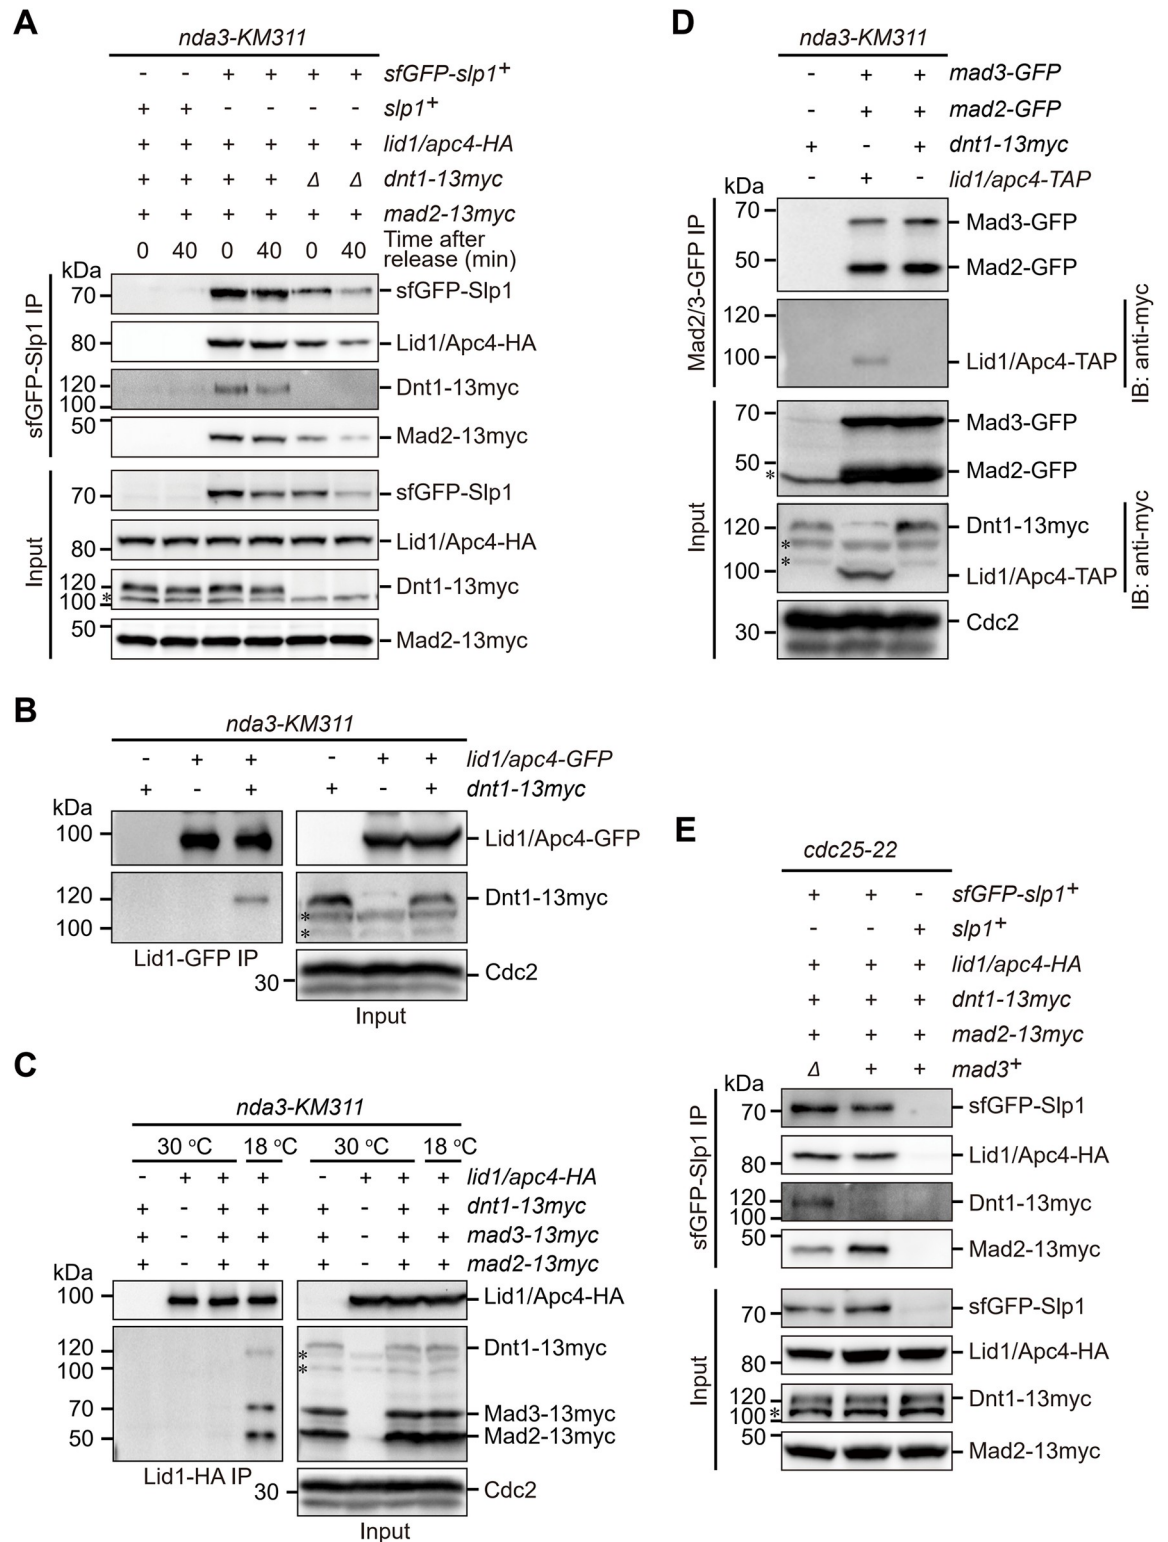 A
nda3-KM311
- - + + + + sfGFP-slp1+
+ + - - - - slp1+
+ + + + + + lid1/apc4-HA
+ + + + Δ Δ dnt1-13myc
+ + + + + + mad2-13myc
0 40 0 40 0 40 Time after
release (min)
kDa
sfGFP-Slp1 IP
70 sfGFP-Slp1
80 Lid1/Apc4-HA
120 Dnt1-13myc
100
50 Mad2-13myc
Input
70 sfGFP-Slp1
80 Lid1/Apc4-HA
120 Dnt1-13myc
100 *
50 Mad2-13myc
B
nda3-KM311
- + + - + + lid1/apc4-GFP
+ - + + - + dnt1-13myc
kDa
100 Lid1/Apc4-GFP
120 Dnt1-13myc
*
100 *
Lid1-GFP IP
30 Cdc2
Input
C
nda3-KM311
30 °C 18 °C 30 °C 18 °C
- + + + - + + + lid1/apc4-HA
+ - + + + - + + dnt1-13myc
+ - + + + - + + mad3-13myc
+ - + + + - + + mad2-13myc
kDa
100 Lid1/Apc4-HA
120 Dnt1-13myc
*
100 *
70 Mad3-13myc
50 Mad2-13myc
Lid1-HA IP
30 Cdc2
Input
D
nda3-KM311
- + + mad3-GFP
- + + mad2-GFP
+ - + dnt1-13myc
- + - lid1/apc4-TAP
kDa
Mad2/3-GFP IP
70 Mad3-GFP
50 Mad2-GFP
120
100 Lid1/Apc4-TAP
IB: anti-myc
Input
70 Mad3-GFP
50 Mad2-GFP
*
120 Dnt1-13myc
*
*
100 Lid1/Apc4-TAP
IB: anti-myc
30 Cdc2
E
cdc25-22
+ + - sfGFP-slp1+
- - + slp1+
+ + + lid1/apc4-HA
+ + + dnt1-13myc
+ + + mad2-13myc
Δ + + mad3+
kDa
sfGFP-Slp1 IP
70 sfGFP-Slp1
80 Lid1/Apc4-HA
120 Dnt1-13myc
100
50 Mad2-13myc
Input
70 sfGFP-Slp1
80 Lid1/Apc4-HA
120 Dnt1-13myc
100 *
50 Mad2-13myc